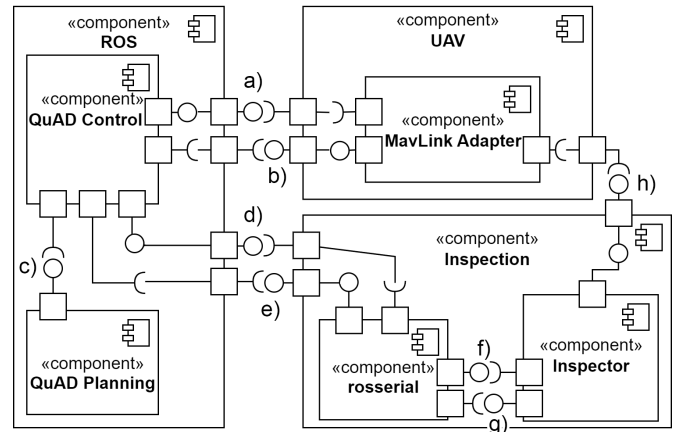 «component»
ROS
«component»
UAV
«component»
QuAD Control
a)
«component»
MavLink Adapter
b)
h)
c)
d)
«component»
Inspection
e)
«component»
QuAD Planning
«component»
rosserial
f)
«component»
Inspector
g)